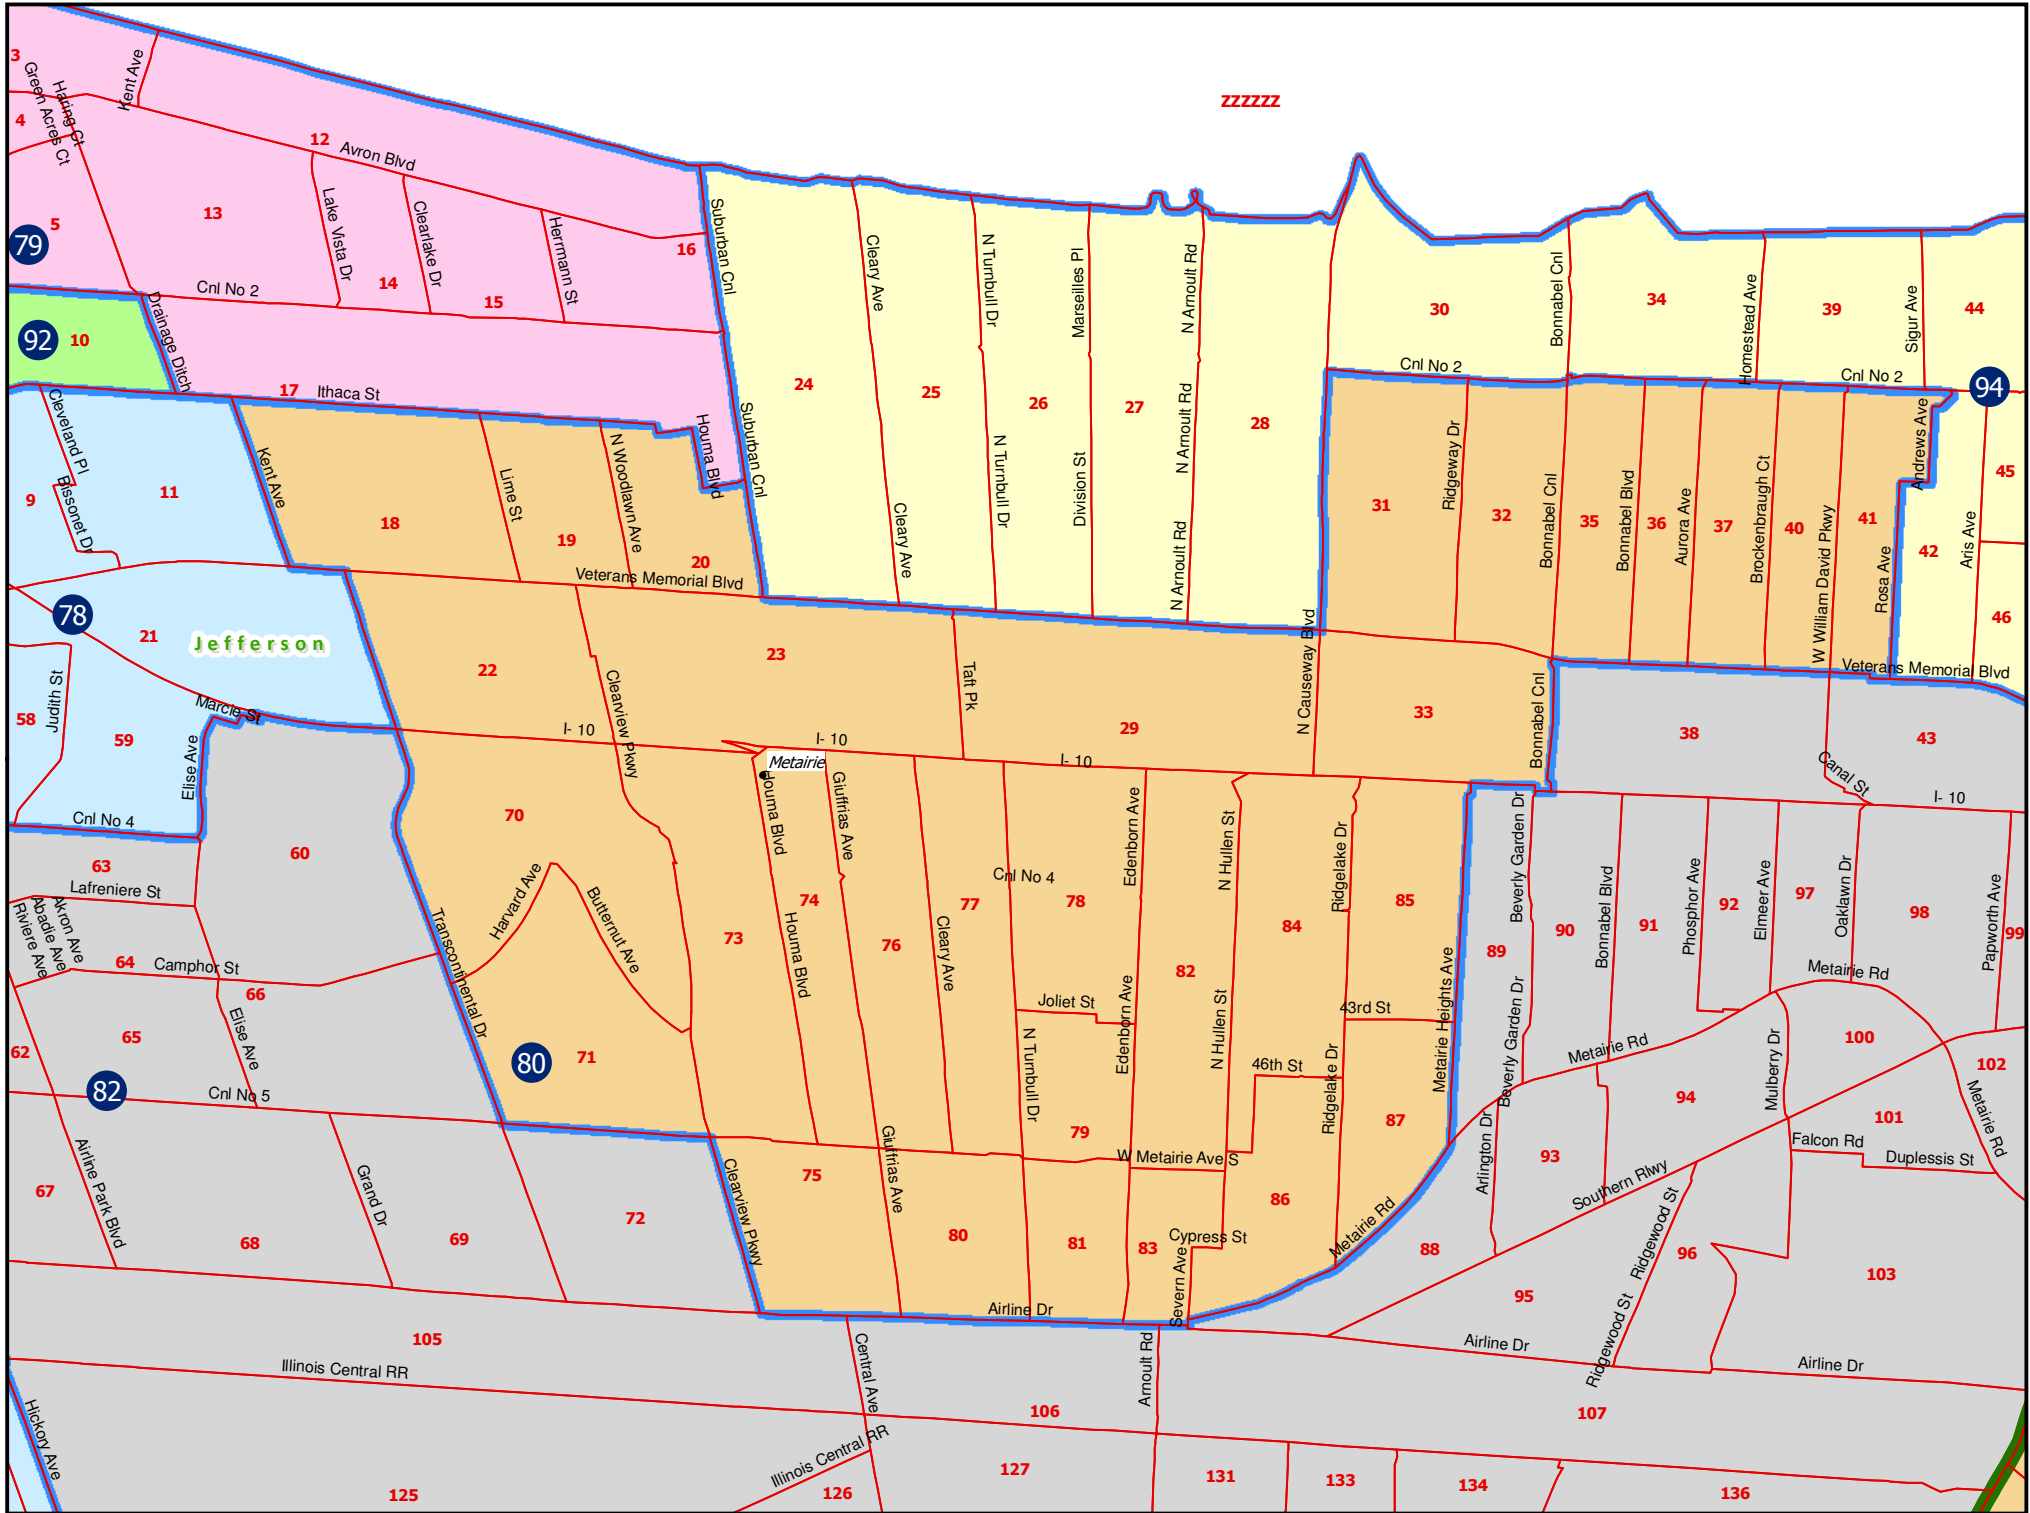 zzzzzz
3
Green Acres Ct
Haring Ct
Kent Ave
4
12
Avron Blvd
5
79
13
Lake Vista Dr
Clearlake Dr
Herrmann St
16
14
15
Cnl No 2
Drainage Ditch
92
10
17
Ithaca St
Houma Blvd
Suburban Cnl
Suburban Cnl
24
Cleary Ave
Cleary Ave
25
N Turnbull Dr
N Turnbull Dr
26
Marseilles Pl
Division St
27
N Arnoult Rd
N Arnoult Rd
N Arnoult Rd
28
30
Bonnabel Cnl
34
Homestead Ave
39
Sigur Ave
44
Cnl No 2
Cnl No 2
94
Cleveland Pl
Bissonet Dr
9
11
Kent Ave
18
Lime St
19
N Woodlawn Ave
20
Veterans Memorial Blvd
31
Ridgeway Dr
32
Bonnabel Cnl
35
Bonnabel Blvd
36
Aurora Ave
37
Brockenbraugh Ct
40
W William David Pkwy
41
Rosa Ave
Andrews Ave
42
Aris Ave
45
46
Veterans Memorial Blvd
78
21
Jefferson
22
23
Clearview Pkwy
Taft Pk
29
N Causeway Blvd
33
Bonnabel Cnl
38
43
Canal St
58
Judith St
59
Marcie St
Elise Ave
Cnl No 4
I- 10
I- 10
I- 10
I- 10
Metairie
60
63
Lafreniere St
Akron Ave
Abadie Ave
Riviere Ave
64
Camphor St
66
65
62
Elise Ave
82
Cnl No 5
70
Harvard Ave
Butternut Ave
Transcontinental Dr
80
71
73
Houma Blvd
Houma Blvd
74
Giuffrias Ave
Giuffrias Ave
76
Cleary Ave
77
Cnl No 4
78
Joliet St
N Turnbull Dr
79
Edenborn Ave
Edenborn Ave
82
N Hullen St
N Hullen St
84
Ridgelake Dr
Ridgelake Dr
85
43rd St
46th St
87
Metairie Heights Ave
W Metairie Ave S
89
Beverly Garden Dr
Beverly Garden Dr
90
Bonnabel Blvd
91
Phosphor Ave
92
Elmeer Ave
97
Oaklawn Dr
98
Papworth Ave
99
Metairie Rd
Metairie Rd
Mulberry Dr
100
102
Metairie Rd
94
101
Falcon Rd
Duplessis St
93
Arlington Dr
Southern Rlwy
88
Ridgewood St
Ridgewood St
96
95
103
67
Airline Park Blvd
68
Grand Dr
69
72
Clearview Pkwy
75
80
81
83
Cypress St
Severn Ave
86
Metairie Rd
Airline Dr
Airline Dr
Airline Dr
105
Illinois Central RR
Central Ave
106
Arnoult Rd
107
Hickory Ave
125
Illinois Central RR
126
127
131
133
134
136